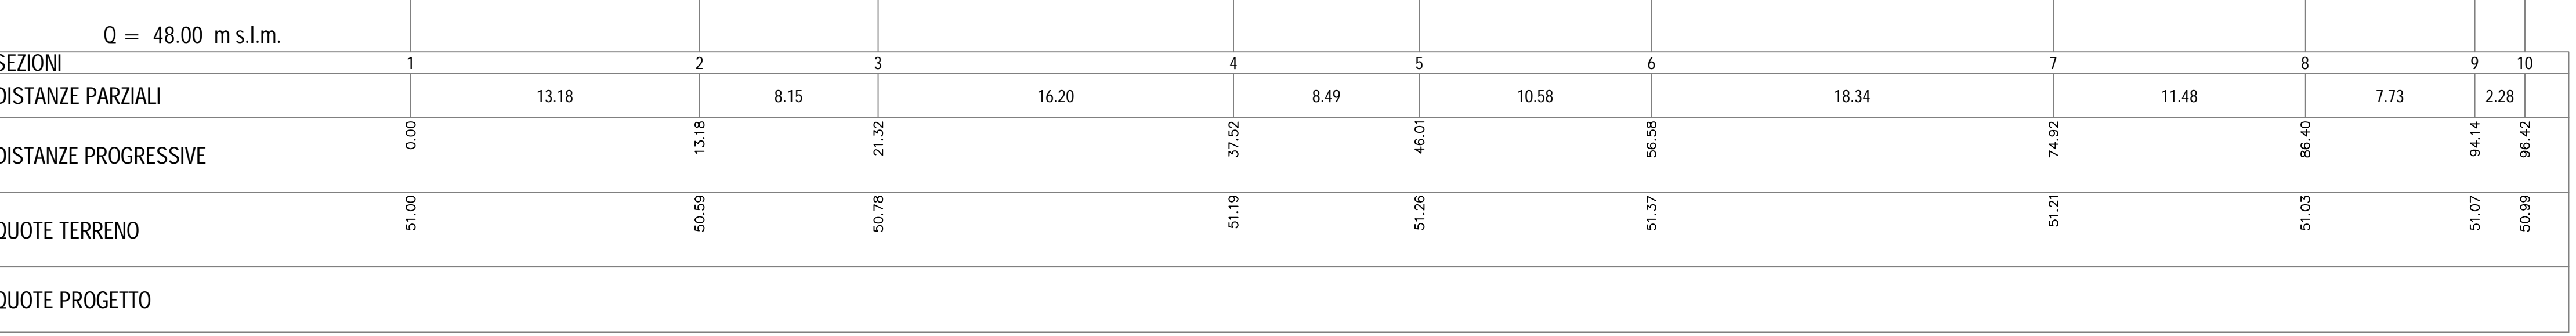 Q = 48.00 m s.l.m.
SEZIONI 1 2 3 4 5 6 7 8 9 10
DISTANZE PARZIALI 13.18 8.15 16.20 8.49 10.58 18.34 11.48 7.73 2.28
DISTANZE PROGRESSIVE 0.00 13.18 21.32 37.52 46.01 56.58 74.92 86.40 94.14 96.42
QUOTE TERRENO 51.00 50.59 50.78 51.19 51.26 51.37 51.21 51.03 51.07 50.99
QUOTE PROGETTO